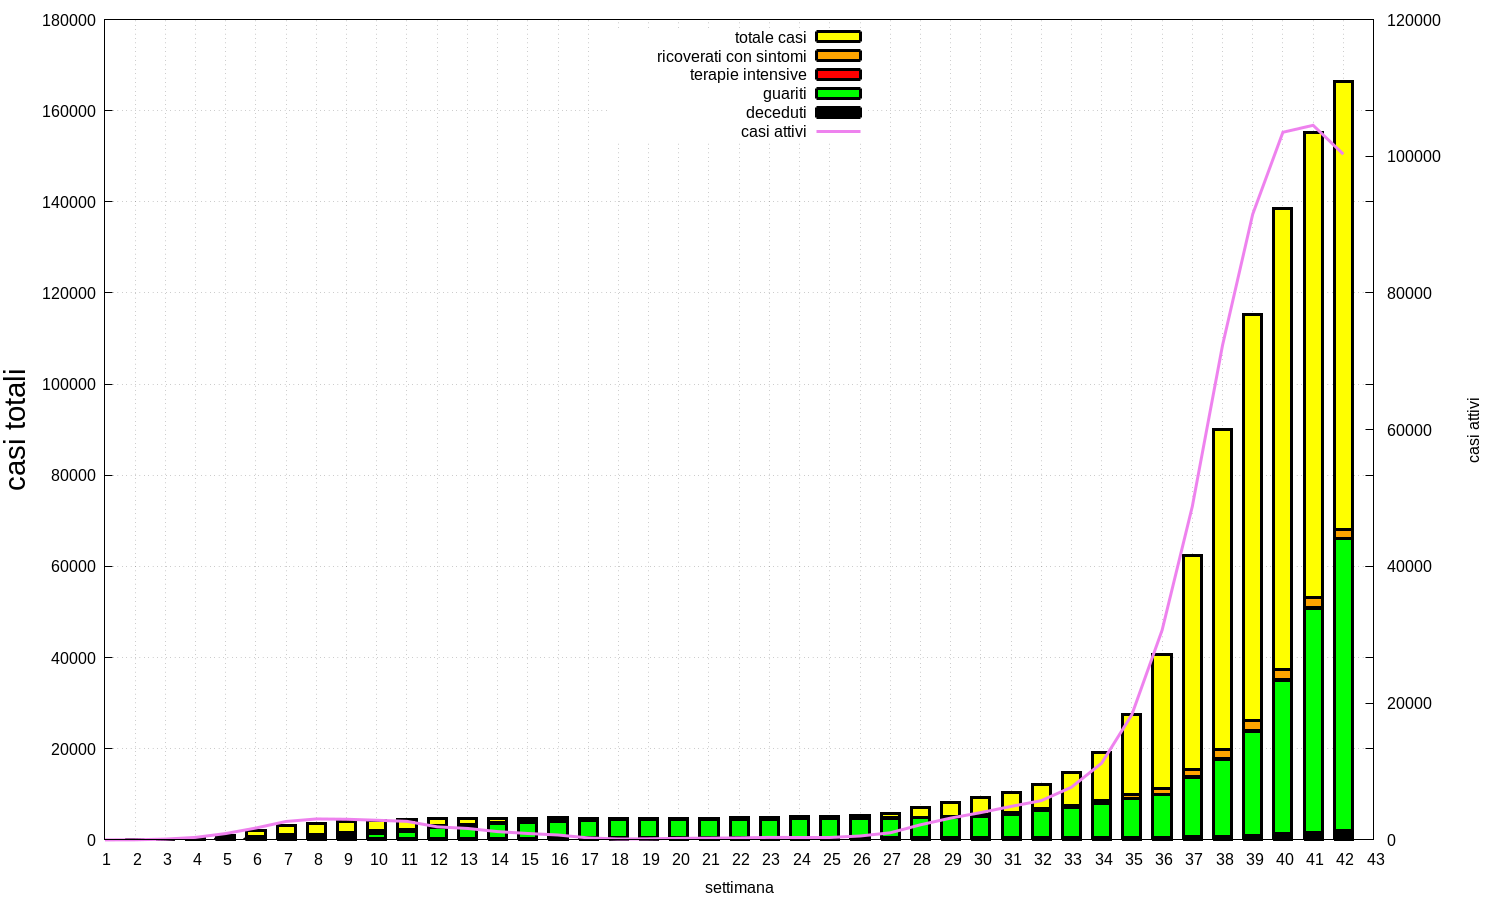 180000
160000
140000
120000
100000
80000
60000
40000
20000
0
casi totali
totale casi
ricoverati con sintomi
terapie intensive
guariti
deceduti
casi attivi
120000
100000
80000
60000
40000
20000
0
casi attivi
1 2 3 4 5 6 7 8 9 10 11 12 13 14 15 16 17 18 19 20 21 22 23 24 25 26 27 28 29 30 31 32 33 34 35 36 37 38 39 40 41 42 43
settimana